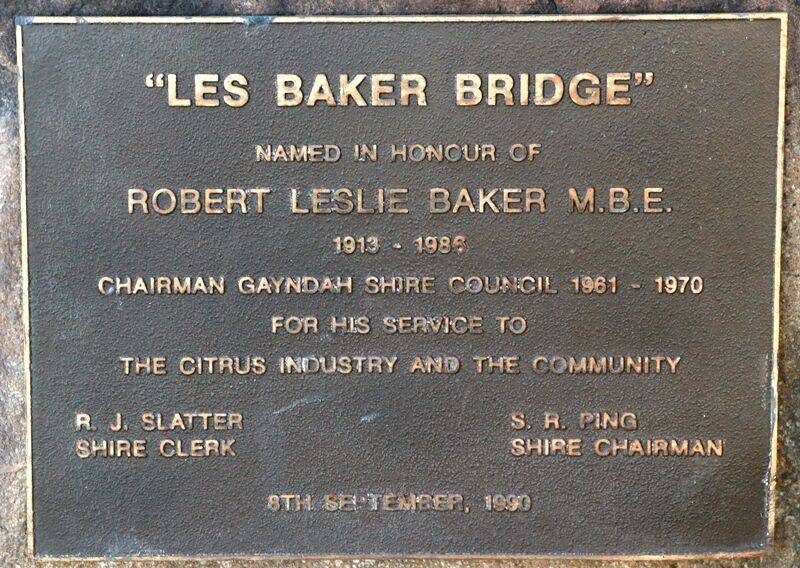 “LES BAKER BRIDGE”
NAMED IN HONOUR OF
ROBERT LESLIE BAKER M.B.E.
1913 - 1986
CHAIRMAN GAYNDAH SHIRE COUNCIL 1961 - 1970
FOR HIS SERVICE TO
THE CITRUS INDUSTRY AND THE COMMUNITY
R. J. SLATTER
SHIRE CLERK
S. R. PING
SHIRE CHAIRMAN
8TH SEPTEMBER, 1990